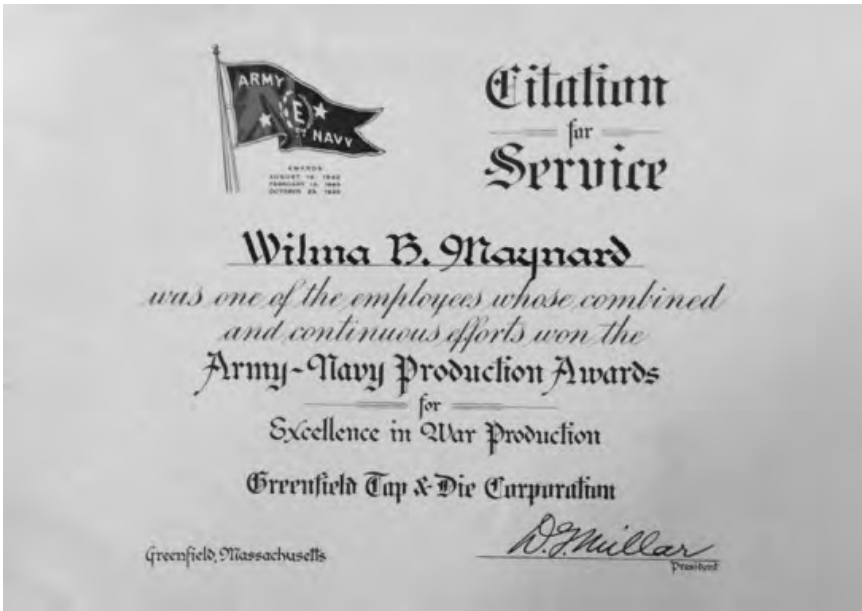 ARMY
E
NAVY
AWARDS
AUGUST 14, 1942
FEBRUARY 13, 1943
OCTOBER 23, 1943
Citation
for
Service
Wilma B. Maynard
was one of the employees whose combined
and continuous efforts won the
Army-Navy Production Awards
for
Excellence in War Production
Greenfield Tap & Die Corporation
Greenfield, Massachusetts
D.G. Millar
President